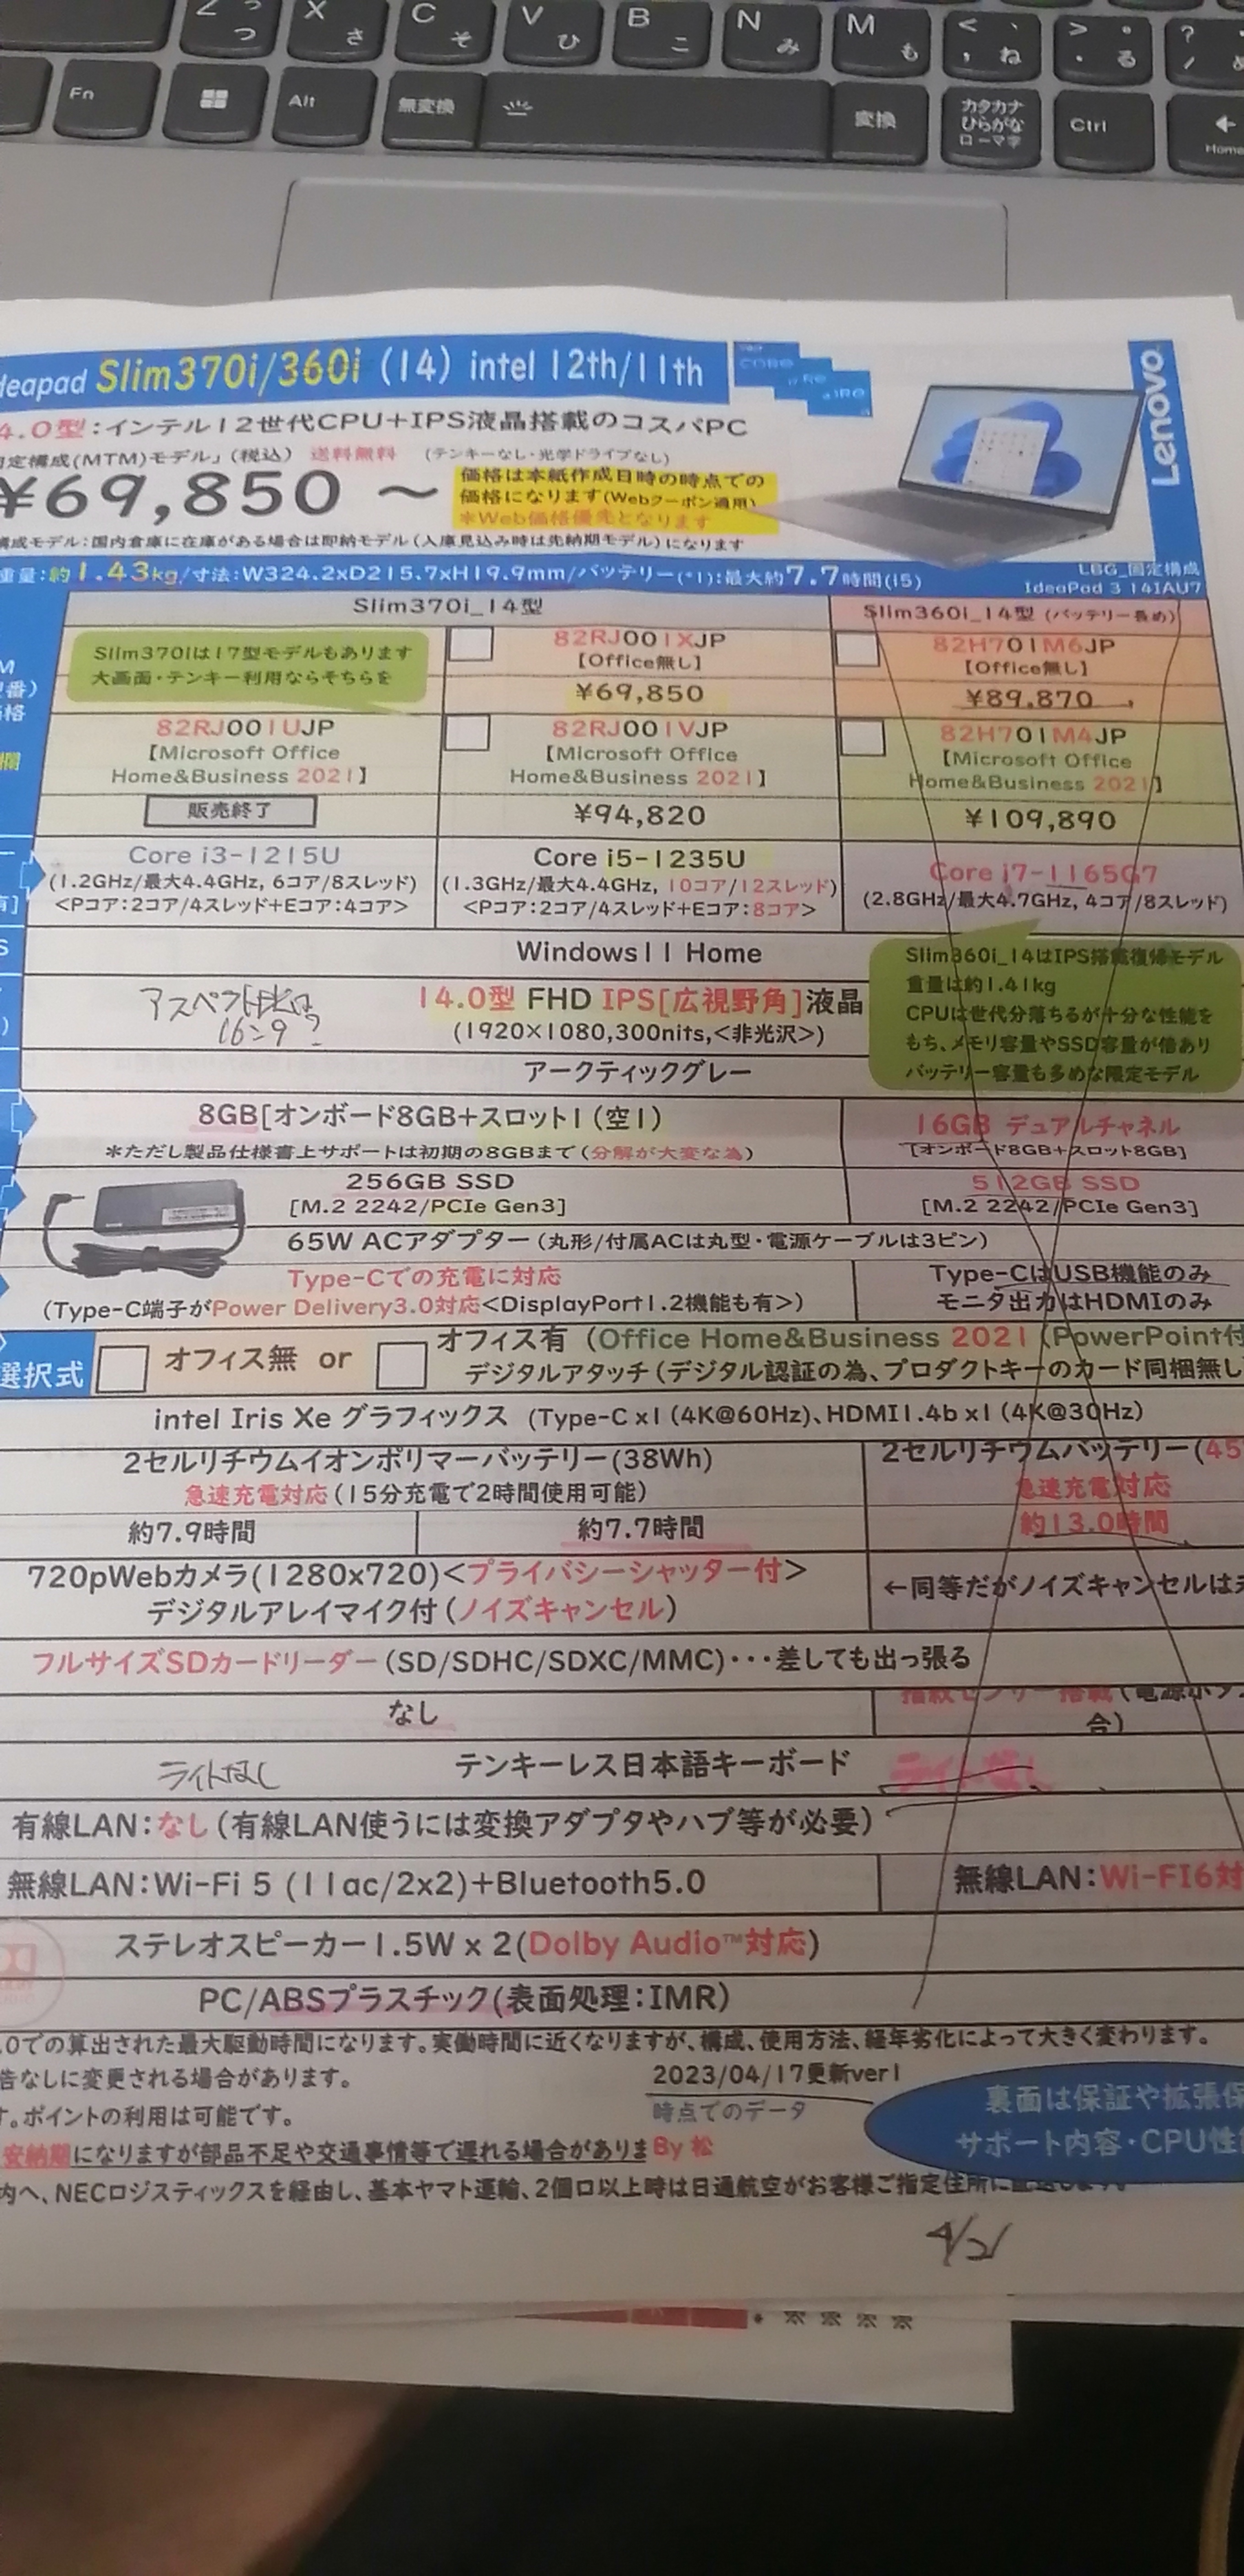 Z っ つ X さ C そ V ひ B こ N み M も < 、 , ね > 。 . る ? ・ / め
Fn Alt 無変換 変換 カタカナ ひらがな ローマ字 Ctrl ← Home
deapad Slim370i/360i (14) intel 12th/11th
Lenovo
4.0型:インテル12世代CPU+IPS液晶搭載のコスパPC
固定構成(MTM)モデル」(税込) 送料無料 (テンキーなし・光学ドライブなし)
¥69,850 ～
価格は本紙作成日時の時点での
価格になります(Webクーポン適用)
*Web価格優先となります
構成モデル:国内倉庫に在庫がある場合は即納モデル(入庫見込み時は先納期モデル)になります
重量:約1.43kg/寸法:W324.2xD215.7xH19.9mm/バッテリー(*1):最大約7.7時間(i5)
LBG_固定構成
IdeaPad 3 14IAU7
Slim370i_14型 Slim360i_14型 (バッテリー長め)
Slim370iは17型モデルもあります
大画面・テンキー利用ならそちらを
82RJ001XJP 82H701M6JP
【Office無し】 【Office無し】
¥69,850 ¥89,870
82RJ001UJP 82RJ001VJP 82H701M4JP
【Microsoft Office 【Microsoft Office 【Microsoft Office
Home&Business 2021】 Home&Business 2021】 Home&Business 2021】
販売終了 ¥94,820 ¥109,890
Core i3-1215U Core i5-1235U Core i7-1165G7
(1.2GHz/最大4.4GHz, 6コア/8スレッド) (1.3GHz/最大4.4GHz, 10コア/12スレッド) (2.8GHz/最大4.7GHz, 4コア/8スレッド)
<Pコア:2コア/4スレッド+Eコア:4コア> <Pコア:2コア/4スレッド+Eコア:8コア>
Windows11 Home
Slim360i_14はIPS搭載復帰モデル
重量は約1.41kg
CPUは世代分落ちるが十分な性能を
もち、メモリ容量やSSD容量が倍あり
バッテリー容量も多めな限定モデル
アスペクト比は
16:9?
14.0型 FHD IPS[広視野角]液晶
(1920×1080,300nits,<非光沢>)
アークティックグレー
8GB[オンボード8GB+スロット1(空1) 16GB デュアルチャネル
*ただし製品仕様書上サポートは初期の8GBまで(分解が大変な為) [オンボード8GB+スロット8GB]
256GB SSD 512GB SSD
[M.2 2242/PCIe Gen3] [M.2 2242/PCIe Gen3]
65W ACアダプター (丸形/付属ACは丸型・電源ケーブルは3ピン)
Type-Cでの充電に対応 Type-CはUSB機能のみ
(Type-C端子がPower Delivery3.0対応<DisplayPort1.2機能も有>) モニタ出力はHDMIのみ
選択式 オフィス無 or オフィス有 (Office Home&Business 2021 (PowerPoint付
デジタルアタッチ(デジタル認証の為、プロダクトキーのカード同梱無し
intel Iris Xe グラフィックス (Type-C x1 (4K@60Hz)、HDMI1.4b x1 (4K@30Hz)
2セルリチウムイオンポリマーバッテリー(38Wh) 2セルリチウムバッテリー(45
急速充電対応(15分充電で2時間使用可能) 急速充電対応
約7.9時間 約7.7時間 約13.0時間
720pWebカメラ(1280x720)<プライバシーシャッター付>
デジタルアレイマイク付(ノイズキャンセル) ←同等だがノイズキャンセルは
フルサイズSDカードリーダー(SD/SDHC/SDXC/MMC)・・・差しても出っ張る
なし 指紋センサー搭載(電源ボタン
合)
ライトなし テンキーレス日本語キーボード ライトなし
有線LAN:なし(有線LAN使うには変換アダプタやハブ等が必要)
無線LAN:Wi-Fi 5 (11ac/2x2)+Bluetooth5.0 無線LAN:Wi-FI6対
ステレオスピーカー1.5W x 2(Dolby Audio™対応)
PC/ABSプラスチック(表面処理:IMR)
.0での算出された最大駆動時間になります。実働時間に近くなりますが、構成、使用方法、経年劣化によって大きく変わります。
告なしに変更される場合があります。 2023/04/17更新ver1
す。ポイントの利用は可能です。 時点でのデータ
安納期になりますが部品不足や交通事情等で遅れる場合がありま By 松
裏面は保証や拡張保
サポート内容・CPU性能
内へ、NECロジスティックスを経由し、基本ヤマト運輸、2個口以上時は日通航空がお客様ご指定住所に配送します。
4/21